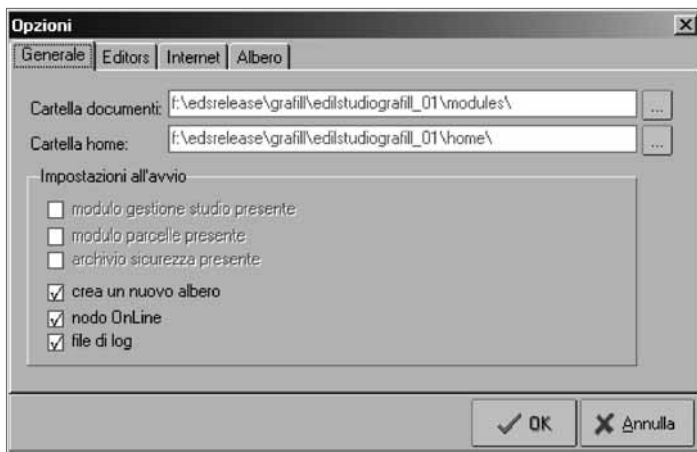 Opzioni
Generale Editors Internet Albero
Cartella documenti: f:\edsrelease\grafill\edilstudiografill_01\modules\ ...
Cartella home: f:\edsrelease\grafill\edilstudiografill_01\home\ ...
Impostazioni all'avvio
modulo gestione studio presente
modulo parcelle presente
archivio sicurezza presente
crea un nuovo albero
nodo OnLine
file di log
OK Annulla